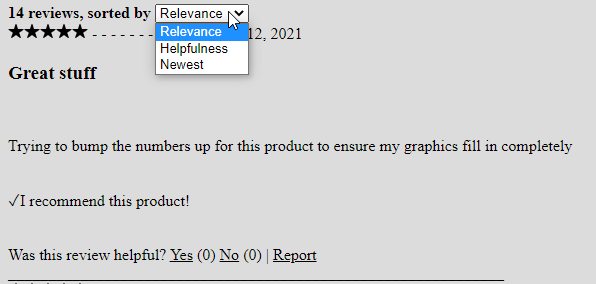 14 reviews, sorted by Relevance
★★★★★ - - - - - - - 12, 2021
Relevance
Helpfulness
Newest
Great stuff
Trying to bump the numbers up for this product to ensure my graphics fill in completely
✓I recommend this product!
Was this review helpful? Yes (0) No (0) | Report